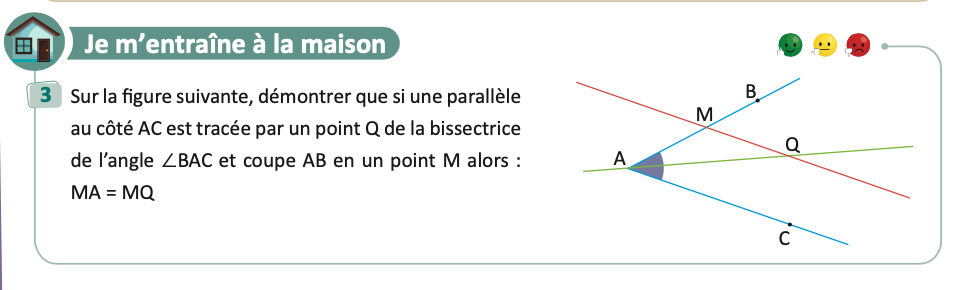 Je m’entraîne à la maison
3 Sur la figure suivante, démontrer que si une parallèle
au côté AC est tracée par un point Q de la bissectrice
de l’angle ∠BAC et coupe AB en un point M alors :
MA = MQ
B
M
Q
A
C